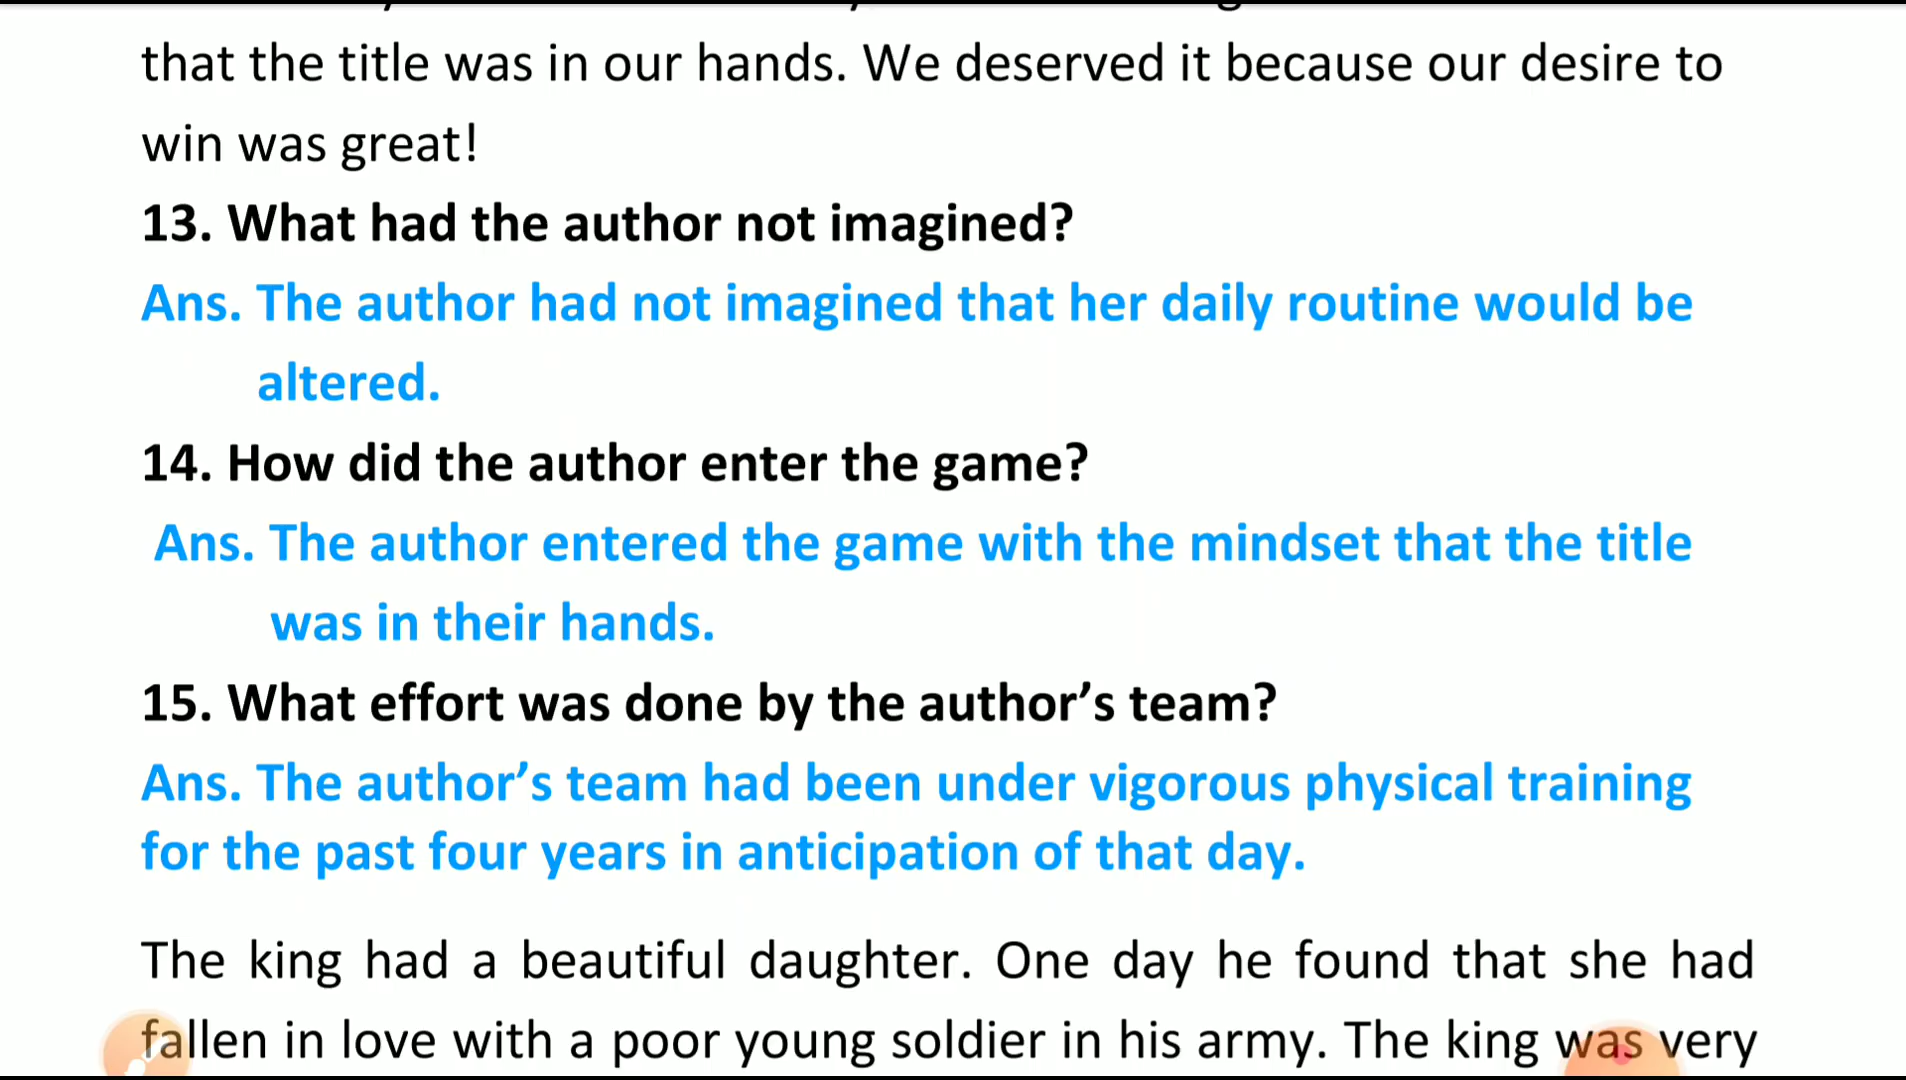 that the title was in our hands. We deserved it because our desire to
win was great!
13. What had the author not imagined?
Ans. The author had not imagined that her daily routine would be
altered.
14. How did the author enter the game?
Ans. The author entered the game with the mindset that the title
was in their hands.
15. What effort was done by the author’s team?
Ans. The author’s team had been under vigorous physical training
for the past four years in anticipation of that day.
The king had a beautiful daughter. One day he found that she had
fallen in love with a poor young soldier in his army. The king was very